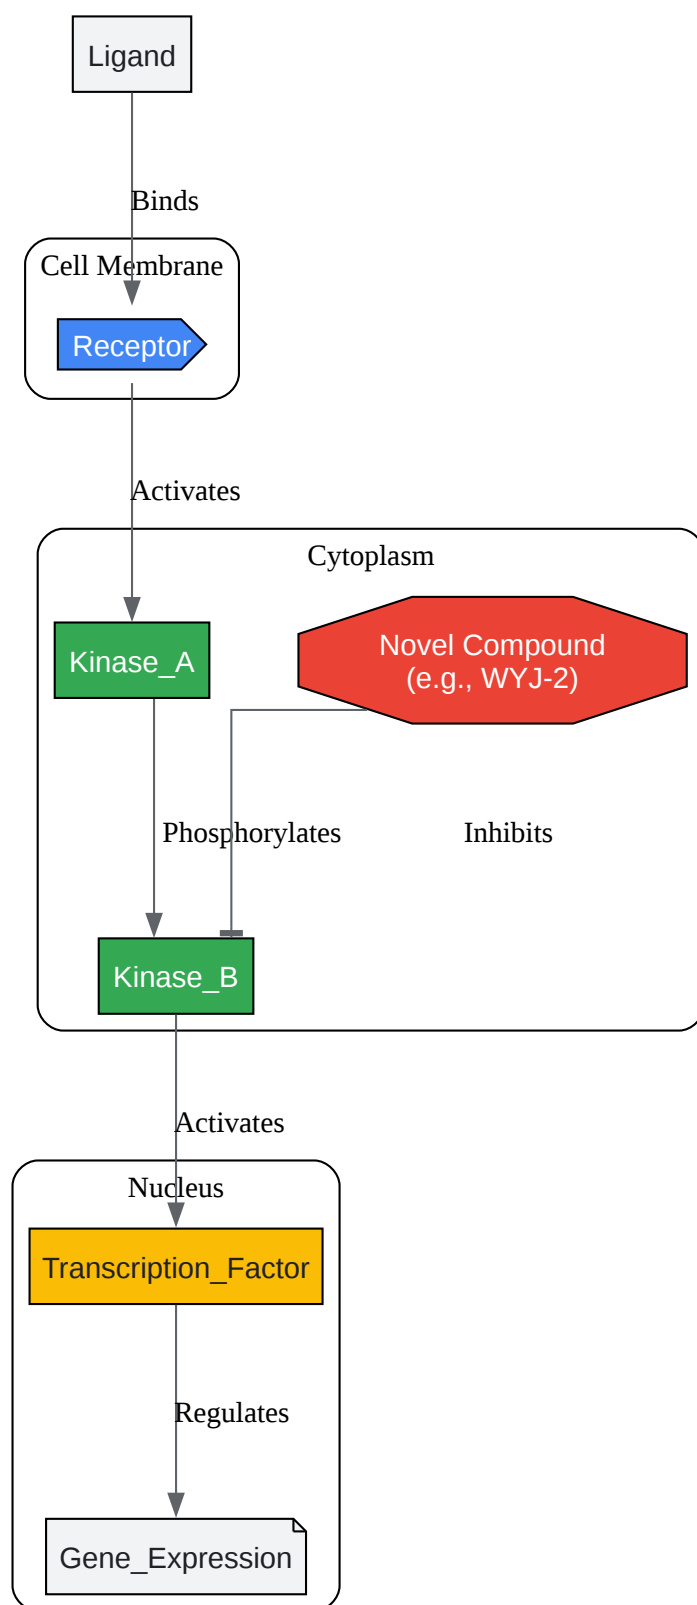 Ligand
Binds
Cell Membrane
Receptor
Activates
Cytoplasm
Kinase_A
Novel Compound
(e.g., WYJ-2)
Phosphorylates
Inhibits
Kinase_B
Activates
Nucleus
Transcription_Factor
Regulates
Gene_Expression